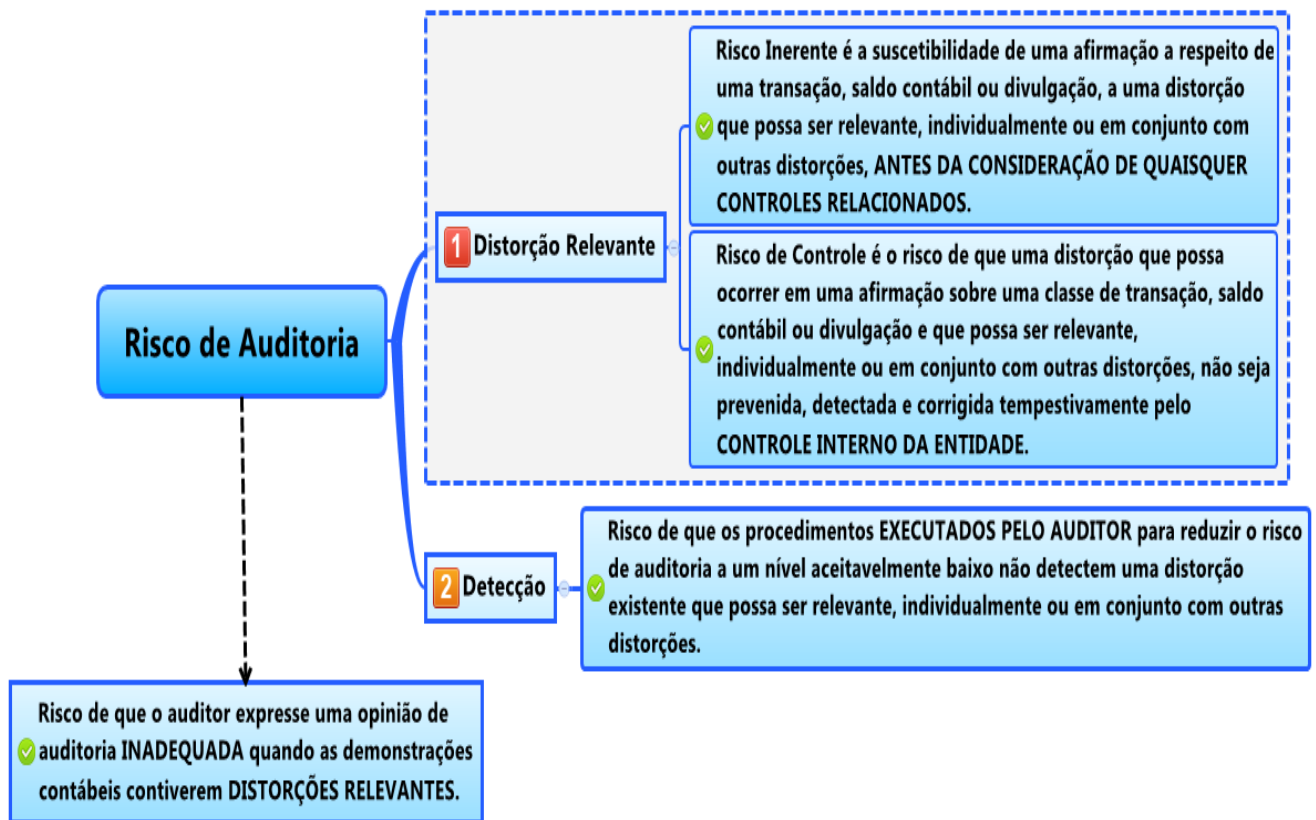 Risco de Auditoria
1 Distorção Relevante
Risco Inerente é a suscetibilidade de uma afirmação a respeito de
uma transação, saldo contábil ou divulgação, a uma distorção
que possa ser relevante, individualmente ou em conjunto com
outras distorções, ANTES DA CONSIDERAÇÃO DE QUAISQUER
CONTROLES RELACIONADOS.
Risco de Controle é o risco de que uma distorção que possa
ocorrer em uma afirmação sobre uma classe de transação, saldo
contábil ou divulgação e que possa ser relevante,
individualmente ou em conjunto com outras distorções, não seja
prevenida, detectada e corrigida tempestivamente pelo
CONTROLE INTERNO DA ENTIDADE.
2 Detecção
Risco de que os procedimentos EXECUTADOS PELO AUDITOR para reduzir o risco
de auditoria a um nível aceitavelmente baixo não detectem uma distorção
existente que possa ser relevante, individualmente ou em conjunto com outras
distorções.
Risco de que o auditor expresse uma opinião de
auditoria INADEQUADA quando as demonstrações
contábeis contiverem DISTORÇÕES RELEVANTES.